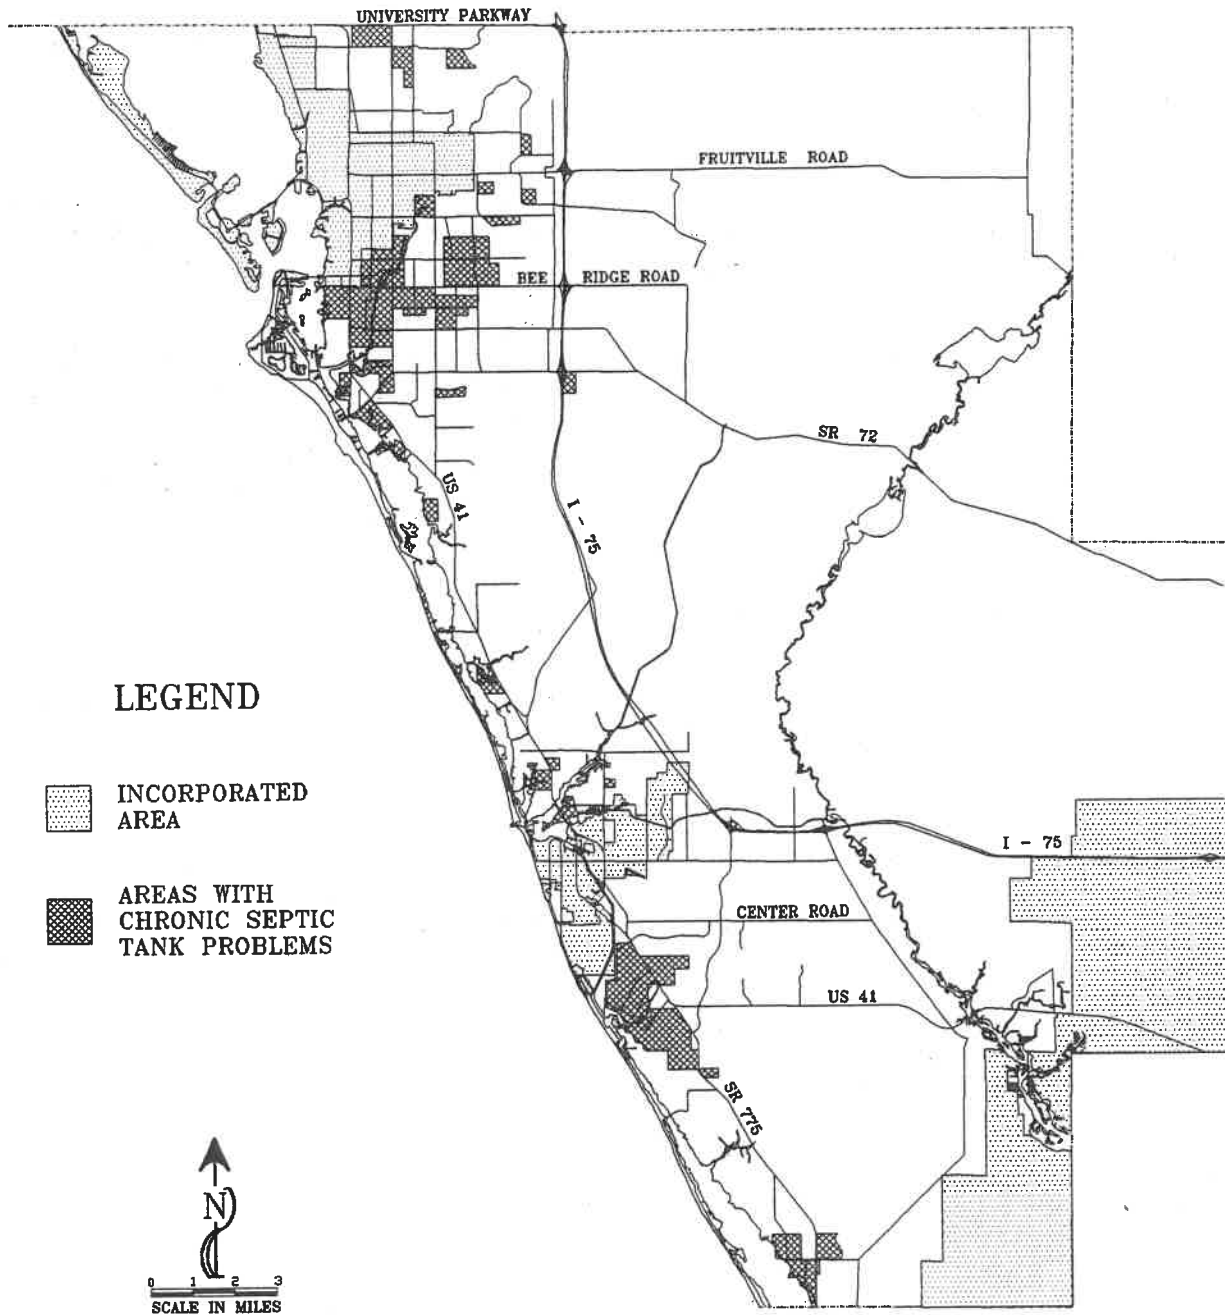 UNIVERSITY PARKWAY
FRUITVILLE ROAD
BEE RIDGE ROAD
SR 72
US 41
I - 75
LEGEND
INCORPORATED
AREA
I - 75
AREAS WITH
CHRONIC SEPTIC
TANK PROBLEMS
CENTER ROAD
US 41
SR 775
N
0 1 2 3
SCALE IN MILES